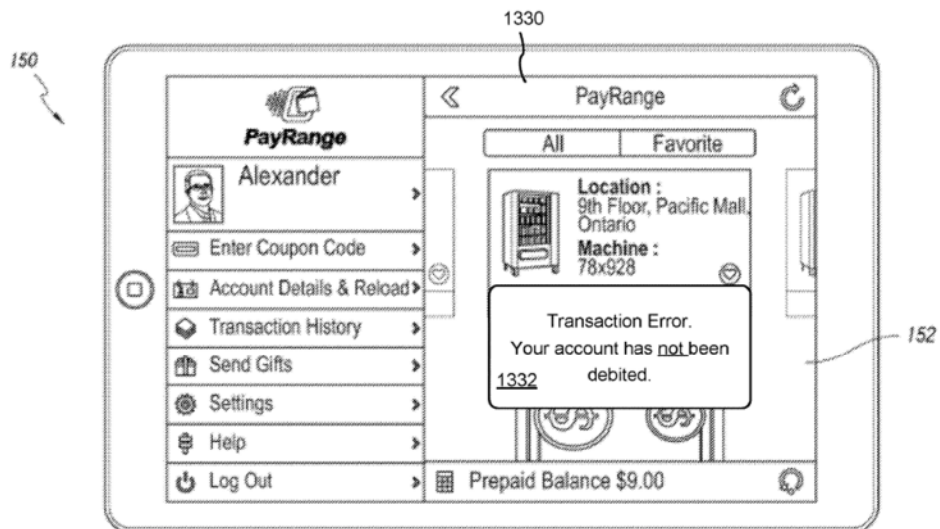 1330
150
PayRange
Alexander
Enter Coupon Code
Account Details & Reload
Transaction History
Send Gifts
Settings
Help
Log Out
PayRange
All
Favorite
Location :
9th Floor, Pacific Mall,
Ontario
Machine :
78x928
Transaction Error.
Your account has not been
debited.
1332
Prepaid Balance $9.00
152